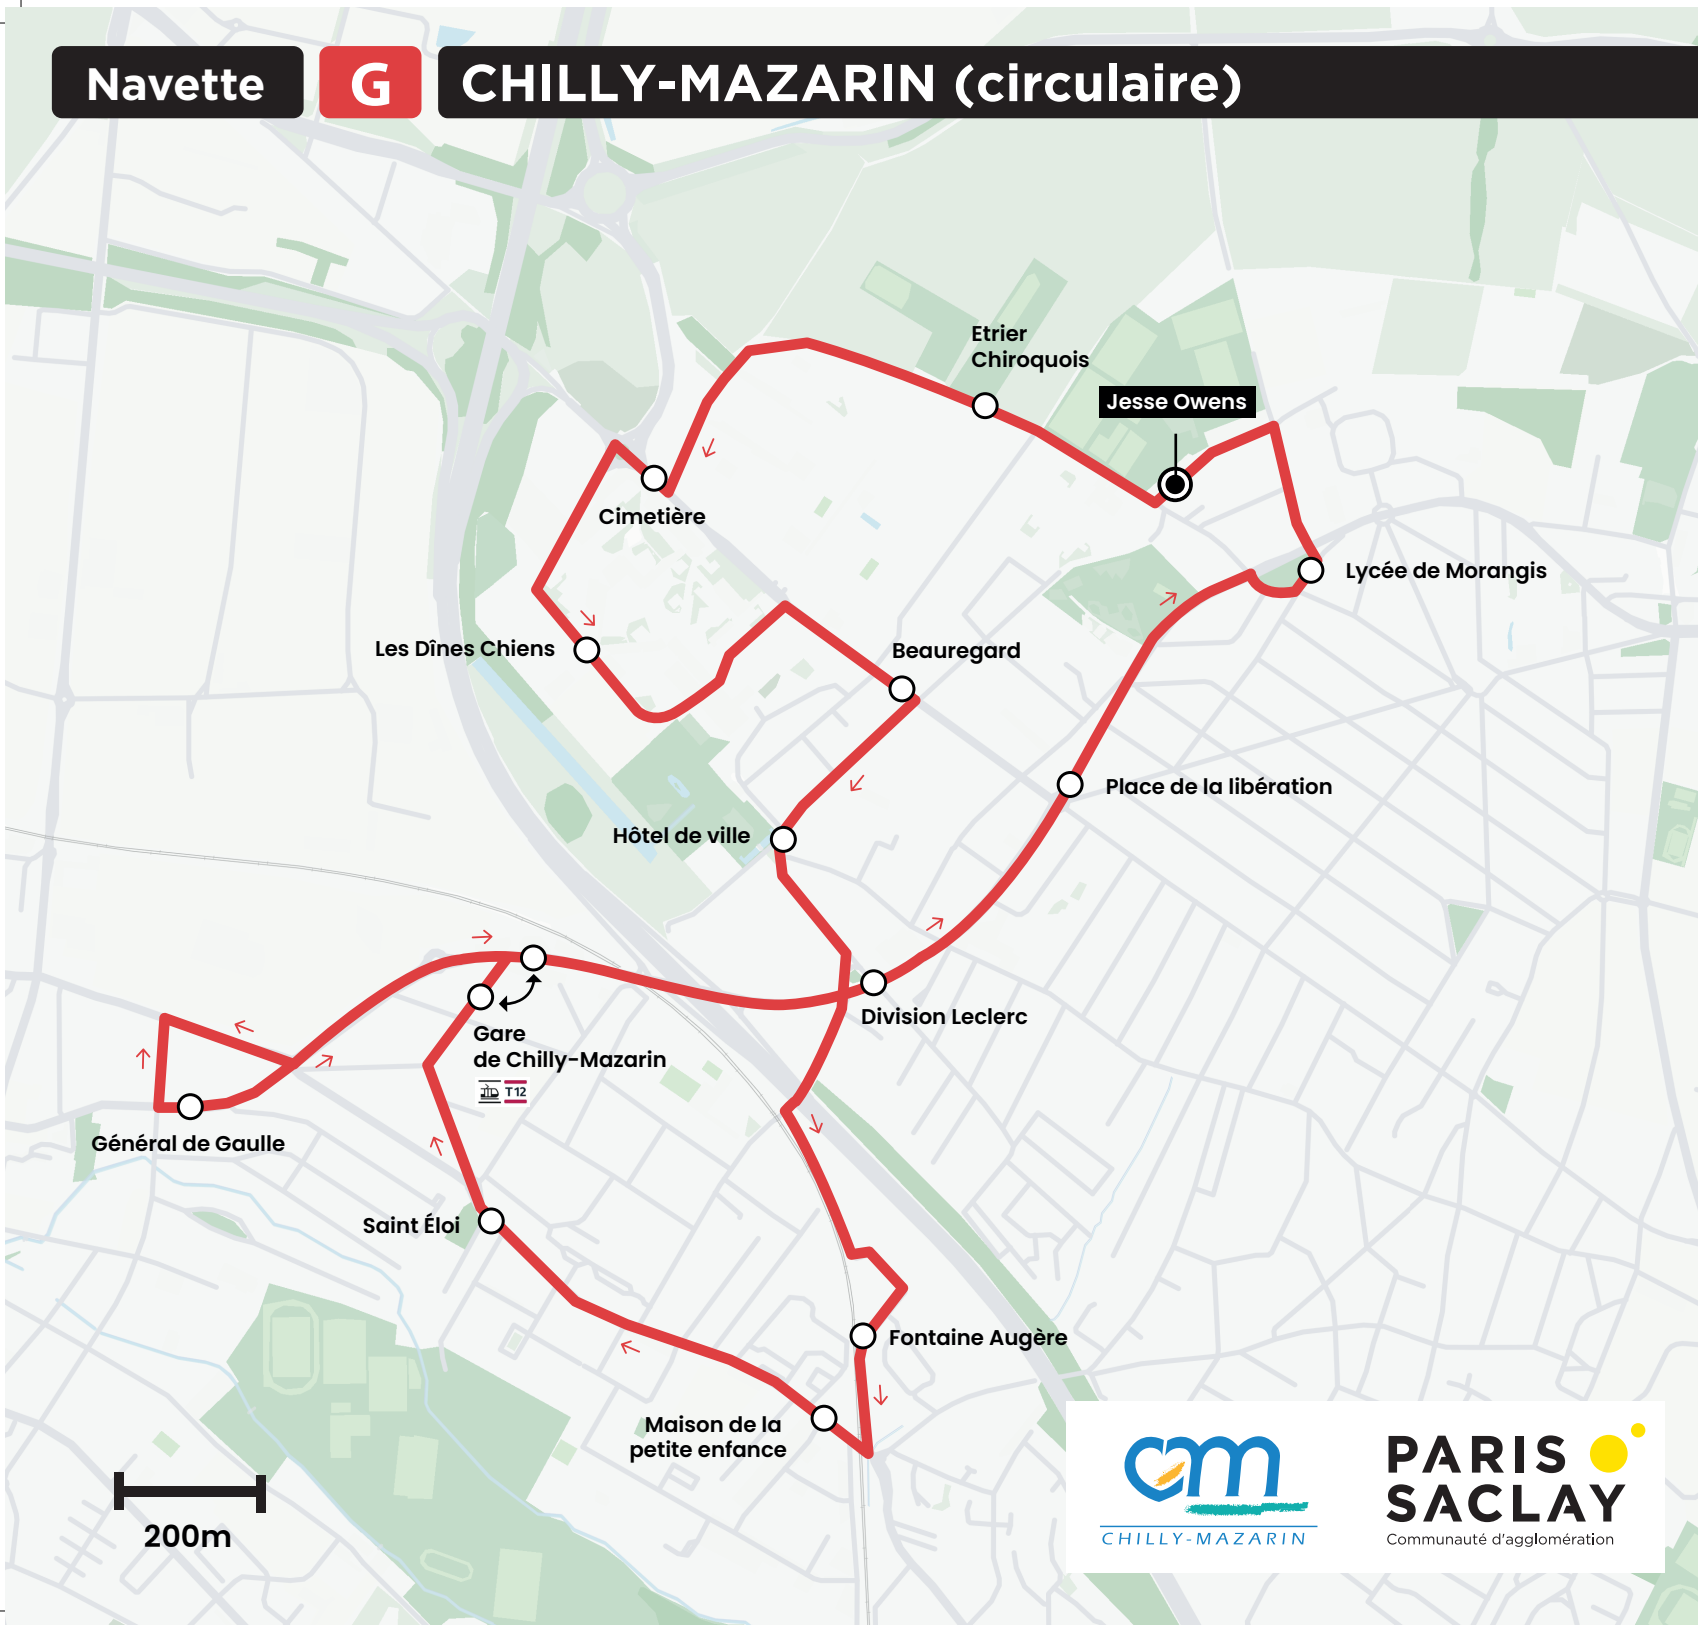 Navette G CHILLY-MAZARIN (circulaire)
Etrier
Chiroquois
Jesse Owens
Cimetière
Lycée de Morangis
Les Dînes Chiens
Beauregard
Place de la libération
Hôtel de ville
Division Leclerc
Gare
de Chilly-Mazarin
T12
Général de Gaulle
Saint Éloi
Fontaine Augère
Maison de la
petite enfance
200m
cm
CHILLY-MAZARIN
PARIS
SACLAY
Communauté d'agglomération